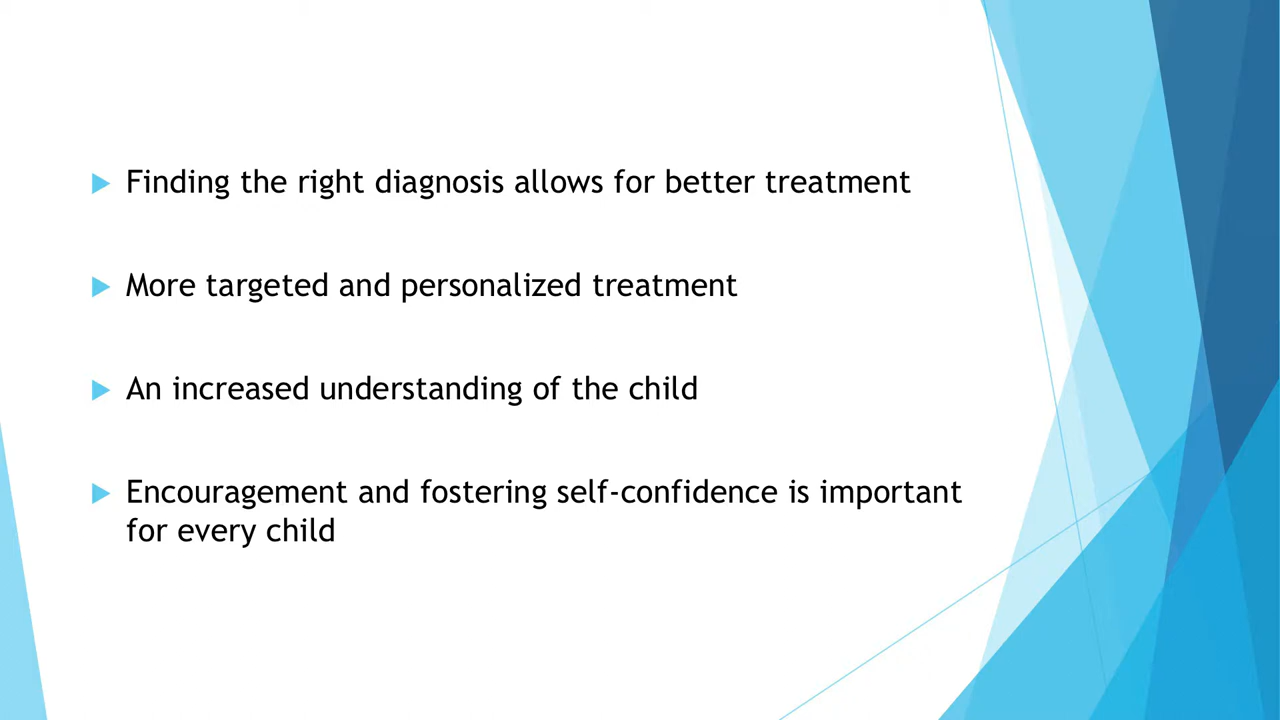 Finding the right diagnosis allows for better treatment
More targeted and personalized treatment
An increased understanding of the child
Encouragement and fostering self-confidence is important
for every child